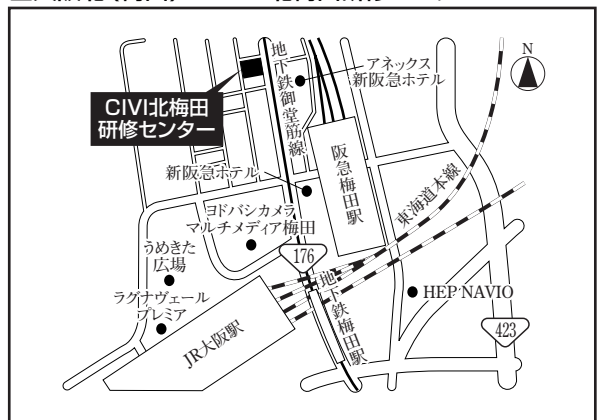 アネックス
新阪急ホテル
N
地下鉄御堂筋線
CIVI北梅田
研修センター
阪急梅田駅
新阪急ホテル
東海道本線
ヨドバシカメラ
マルチメディア梅田
176
うめきた
広場
地下鉄梅田駅
HEP NAVIO
ラグナヴェール
プレミア
JR大阪駅
423